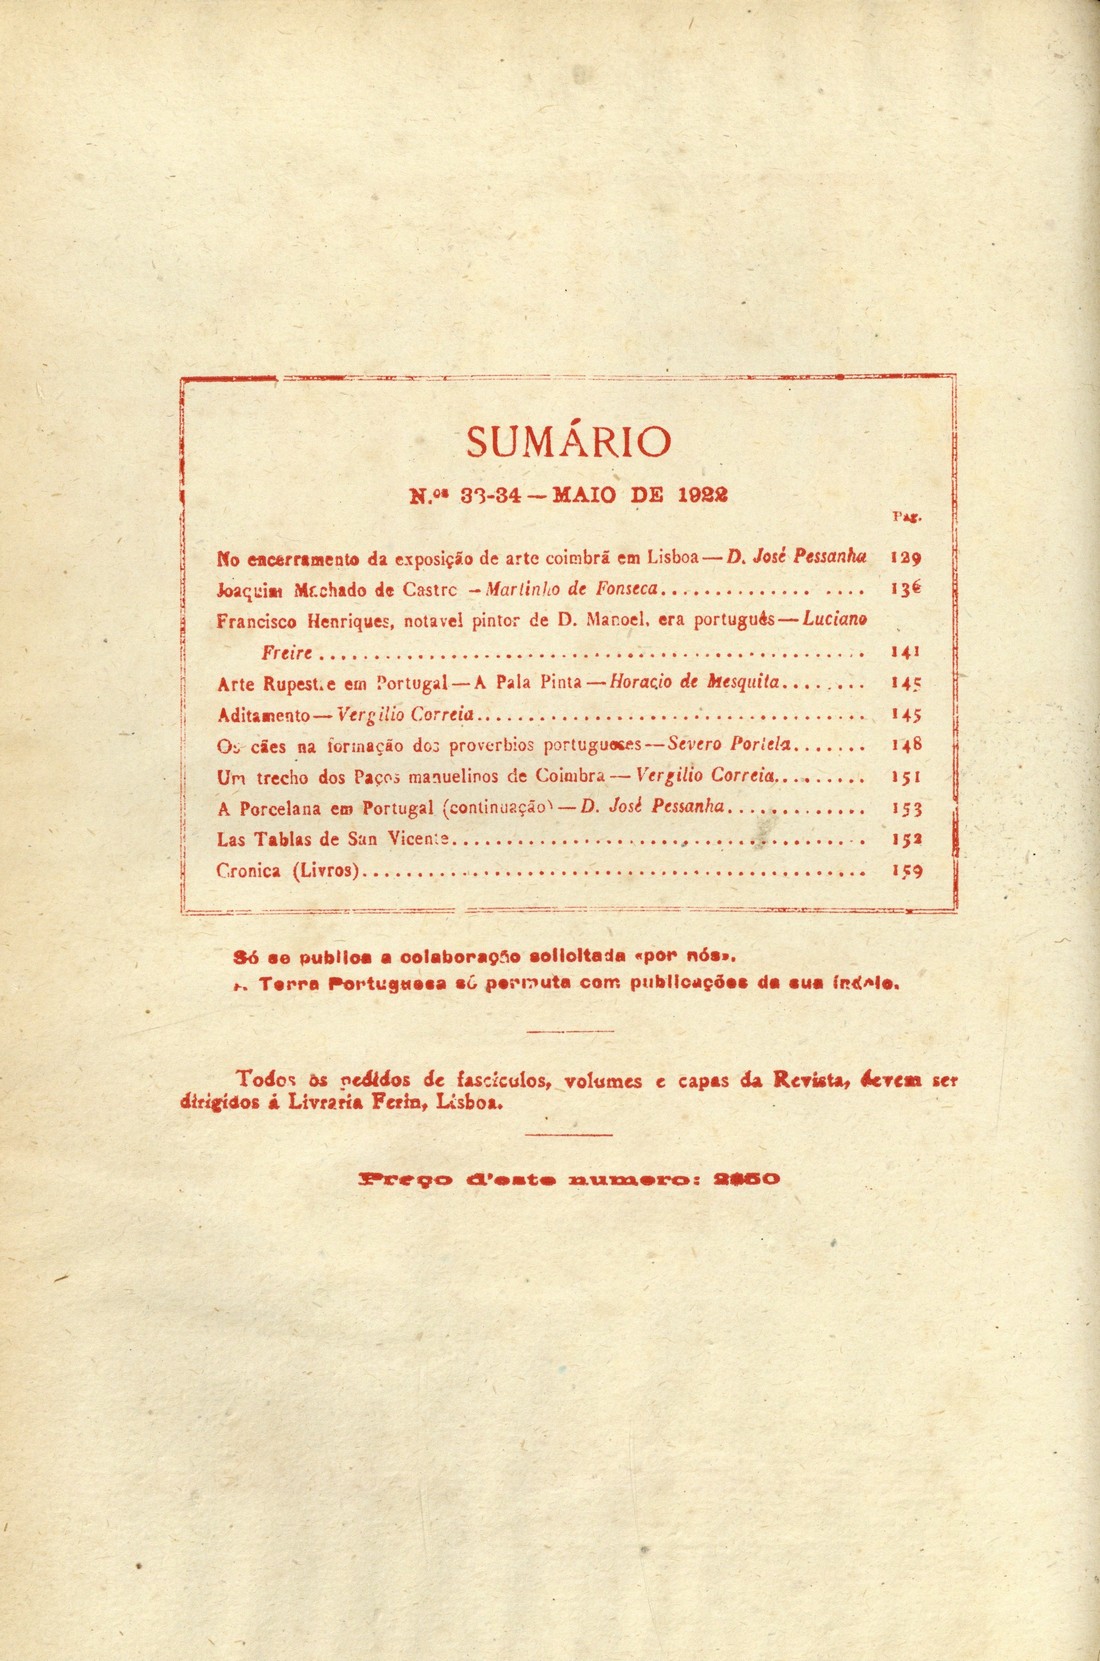 SUMÁRIO
N.os 33-34 — MAIO DE 1922
Pag.
No encerramento da exposição de arte coimbrã em Lisboa — D. José Pessanha 129
Joaquim Machado de Castro — Martinho de Fonseca.............. .... 136
Francisco Henriques, notavel pintor de D. Manoel, era português — Luciano
Freire .................................................. 141
Arte Rupestre em Portugal — A Pala Pinta — Horacio de Mesquita........ 145
Aditamento — Vergilio Correia................................... 145
Os cães na formação dos proverbios portugueses — Severo Portela....... 148
Um trecho dos Paços manuelinos de Coimbra — Vergilio Correia......... 151
A Porcelana em Portugal (continuação) — D. José Pessanha............. 153
Las Tablas de San Vicente...................................... 152
Cronica (Livros).............................................. 159
Só se publica a colaboração solicitada «por nós».
A Terra Portuguesa só permuta com publicações da sua índole.
Todos os pedidos de fascículos, volumes e capas da Revista, devem ser
dirigidos á Livraria Ferin, Lisboa.
Preço d'este numero: 2$50